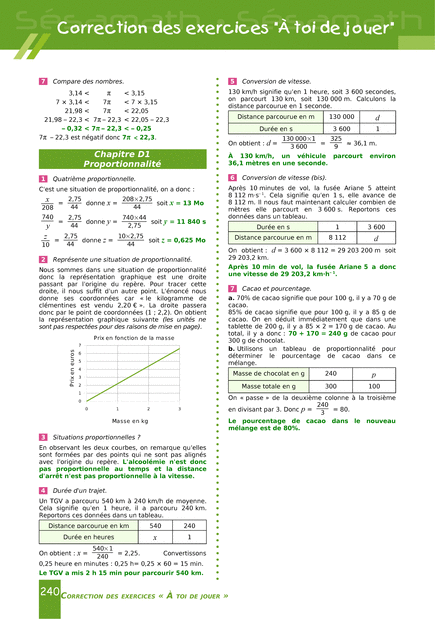 Correction des exercices "À toi de jouer"
7 Compare des nombres.
3,14 < π < 3,15
7 × 3,14 < 7π < 7 × 3,15
21,98 < 7π < 22,05
21,98 – 22,3 < 7π – 22,3 < 22,05 – 22,3
– 0,32 < 7π – 22,3 < – 0,25
7π – 22,3 est négatif donc 7π < 22,3.
Chapitre D1
Proportionnalité
1 Quatrième proportionnelle.
C'est une situation de proportionnalité, on a donc :
x/208 = 2,75/44 donne x = 208×2,75/44 soit x = 13 Mo
740/y = 2,75/44 donne y = 740×44/2,75 soit y = 11 840 s
z/10 = 2,75/44 donne z = 10×2,75/44 soit z = 0,625 Mo
2 Représente une situation de proportionnalité.
Nous sommes dans une situation de proportionnalité
donc la représentation graphique est une droite
passant par l'origine du repère. Pour tracer cette
droite, il nous suffit d'un autre point. L'énoncé nous
donne ses coordonnées car « le kilogramme de
clémentines est vendu 2,20 € ». La droite passera
donc par le point de coordonnées (1 ; 2,2). On obtient
la représentation graphique suivante (les unités ne
sont pas respectées pour des raisons de mise en page).
Prix en fonction de la masse
Prix en euros
7
6
5
4
3
2
1
0
0 1 2 3
Masse en kg
3 Situations proportionnelles ?
En observant les deux courbes, on remarque qu'elles
sont formées par des points qui ne sont pas alignés
avec l'origine du repère. L'alcoolémie n'est donc
pas proportionnelle au temps et la distance
d'arrêt n'est pas proportionnelle à la vitesse.
4 Durée d'un trajet.
Un TGV a parcouru 540 km à 240 km/h de moyenne.
Cela signifie qu'en 1 heure, il a parcouru 240 km.
Reportons ces données dans un tableau.
Distance parcourue en km 540 240
Durée en heures x 1
On obtient : x = 540×1/240 = 2,25. Convertissons
0,25 heure en minutes : 0,25 h= 0,25 × 60 = 15 min.
Le TGV a mis 2 h 15 min pour parcourir 540 km.
5 Conversion de vitesse.
130 km/h signifie qu'en 1 heure, soit 3 600 secondes,
on parcourt 130 km, soit 130 000 m. Calculons la
distance parcourue en 1 seconde.
Distance parcourue en m 130 000 d
Durée en s 3 600 1
On obtient : d = 130 000×1/3 600 = 325/9 ≈ 36,1 m.
À 130 km/h, un véhicule parcourt environ
36,1 mètres en une seconde.
6 Conversion de vitesse (bis).
Après 10 minutes de vol, la fusée Ariane 5 atteint
8 112 m·s⁻¹. Cela signifie qu'en 1 s, elle avance de
8 112 m. Il nous faut maintenant calculer combien de
mètres elle parcourt en 3 600 s. Reportons ces
données dans un tableau.
Durée en s 1 3 600
Distance parcourue en m 8 112 d
On obtient : d = 3 600 × 8 112 = 29 203 200 m soit
29 203,2 km.
Après 10 min de vol, la fusée Ariane 5 a donc
une vitesse de 29 203,2 km·h⁻¹.
7 Cacao et pourcentage.
a. 70% de cacao signifie que pour 100 g, il y a 70 g de
cacao.
85% de cacao signifie que pour 100 g, il y a 85 g de
cacao. On en déduit immédiatement que dans une
tablette de 200 g, il y a 85 × 2 = 170 g de cacao. Au
total, il y a donc : 70 + 170 = 240 g de cacao pour
300 g de chocolat.
b. Utilisons un tableau de proportionnalité pour
déterminer le pourcentage de cacao dans ce
mélange.
Masse de chocolat en g 240 p
Masse totale en g 300 100
On « passe » de la deuxième colonne à la troisième
en divisant par 3. Donc p = 240/3 = 80.
Le pourcentage de cacao dans le nouveau
mélange est de 80%.
240 CORRECTION DES EXERCICES « À TOI DE JOUER »